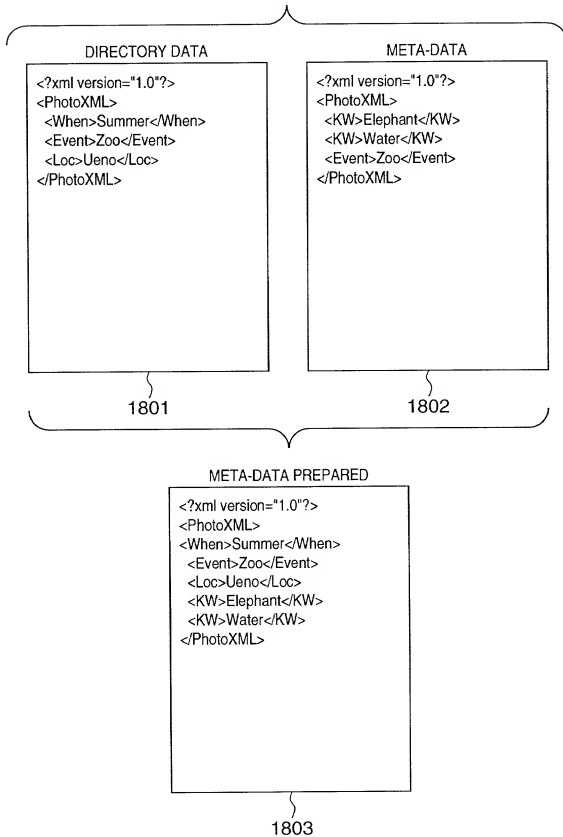 DIRECTORY DATA
<?xml version="1.0"?>
<PhotoXML>
<When>Summer</When>
<Event>Zoo</Event>
<Loc>Ueno</Loc>
</PhotoXML>
1801
META-DATA
<?xml version="1.0"?>
<PhotoXML>
<KW>Elephant</KW>
<KW>Water</KW>
<Event>Zoo</Event>
</PhotoXML>
1802
META-DATA PREPARED
<?xml version="1.0"?>
<PhotoXML>
<When>Summer</When>
<Event>Zoo</Event>
<Loc>Ueno</Loc>
<KW>Elephant</KW>
<KW>Water</KW>
</PhotoXML>
1803